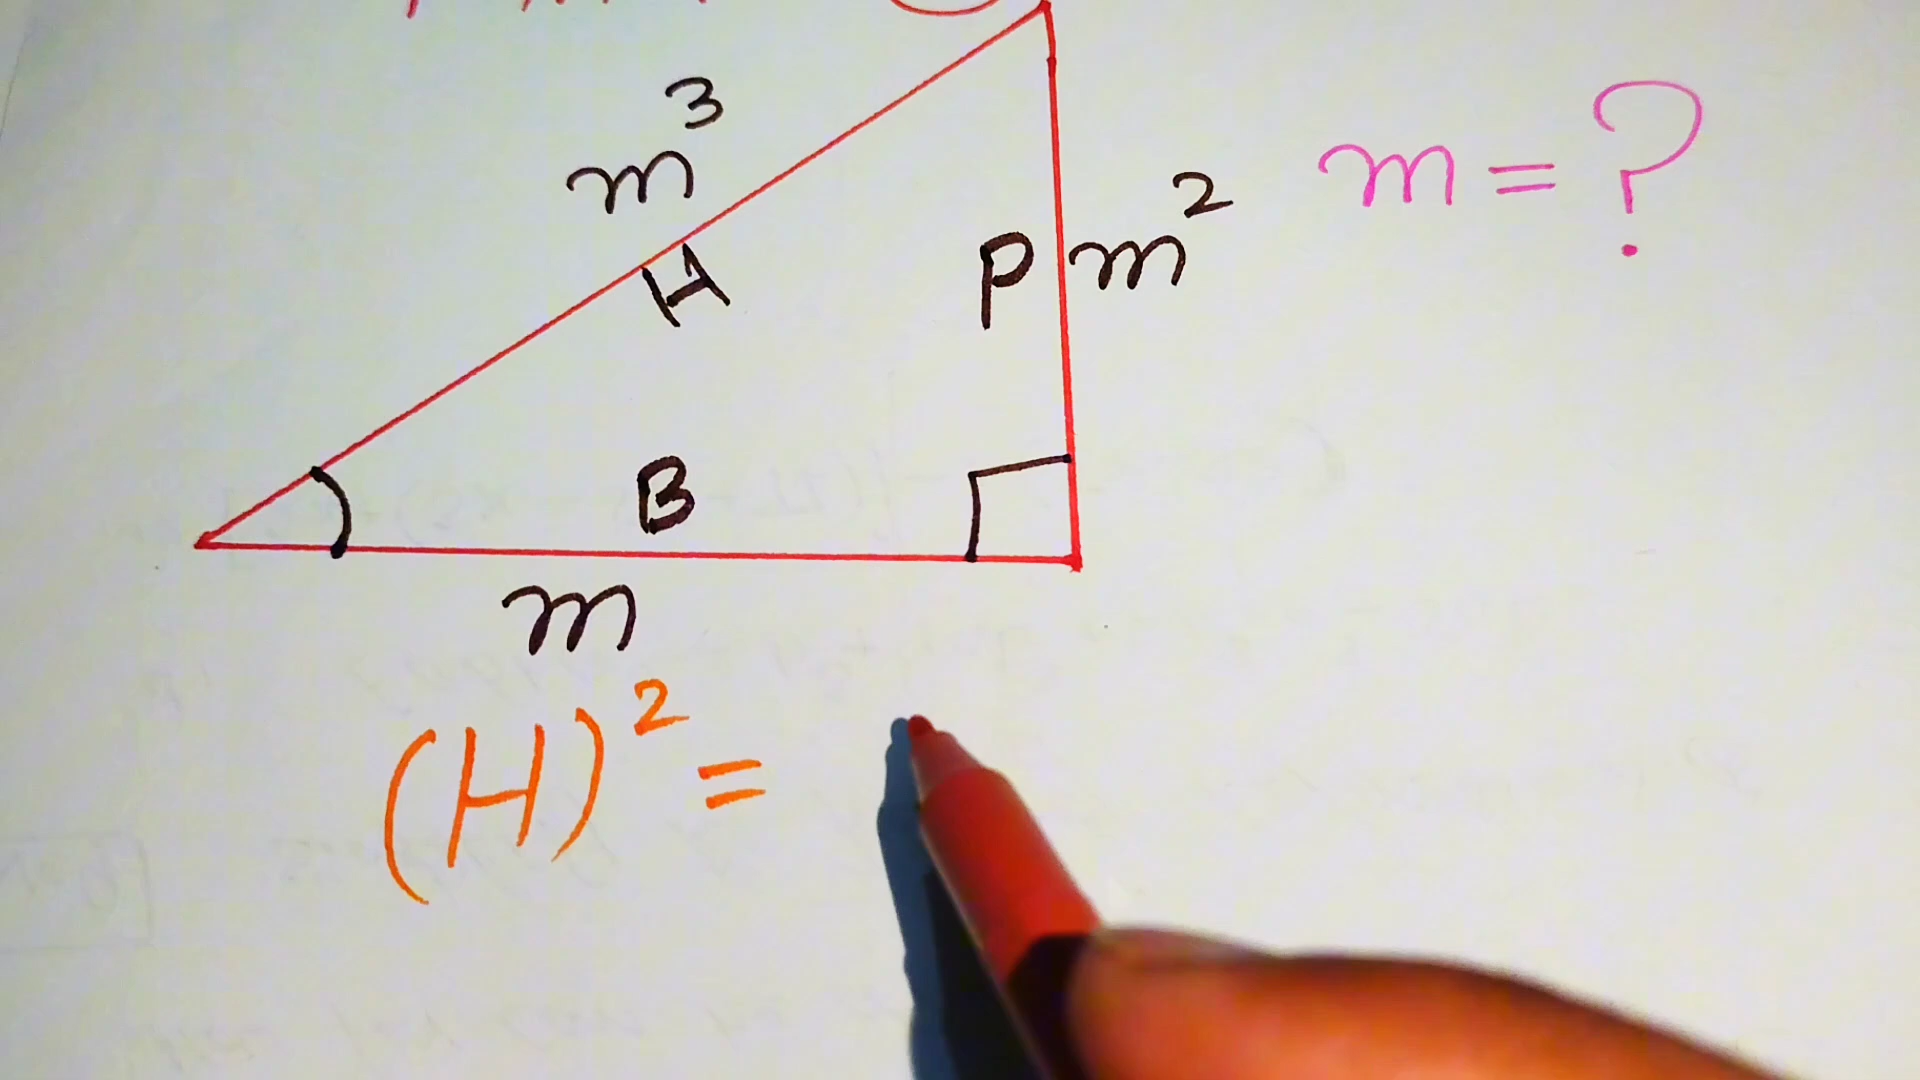 m³
m = ?
H
P
m²
B
m
(H)² =